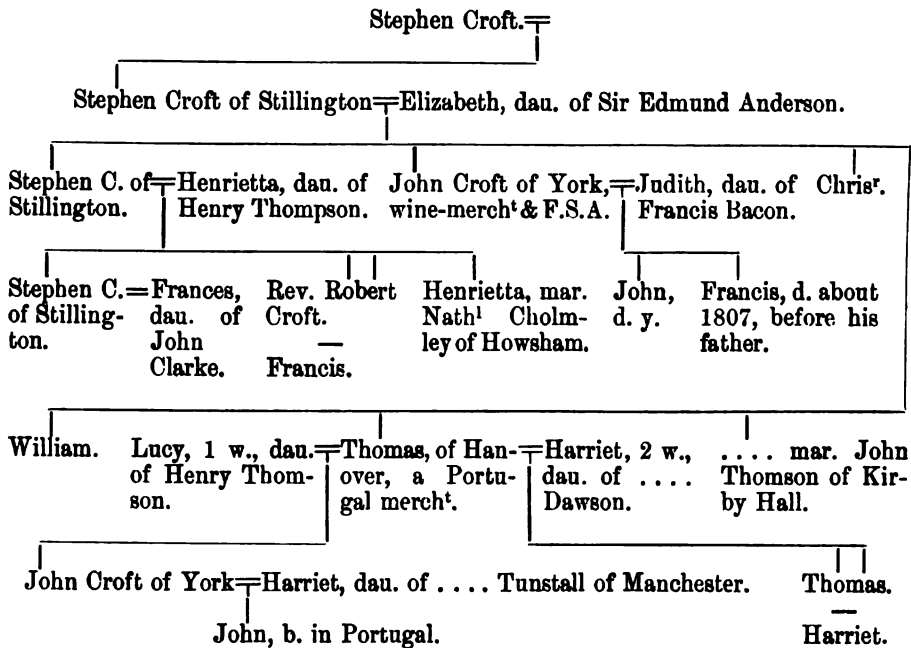 Stephen Croft.
Stephen Croft of Stillington Elizabeth, dau. of Sir Edmund Anderson.
Stephen C. of
Stillington.
Henrietta, dau. of
Henry Thompson.
John Croft of York,
wine-mercht & F.S.A.
Judith, dau. of
Francis Bacon.
Chrisr.
Stephen C.
of Stilling-
ton.
Frances,
dau. of
John
Clarke.
Rev. Robert
Croft.
—
Francis.
Henrietta, mar.
Nathl Cholm-
ley of Howsham.
John,
d. y.
Francis, d. about
1807, before his
father.
William.
Lucy, 1 w., dau.
of Henry Thom-
son.
Thomas, of Han-
over, a Portu-
gal mercht.
Harriet, 2 w.,
dau. of ....
Dawson.
.... mar. John
Thomson of Kir-
by Hall.
John Croft of York Harriet, dau. of .... Tunstall of Manchester.
Thomas.
—
Harriet.
John, b. in Portugal.